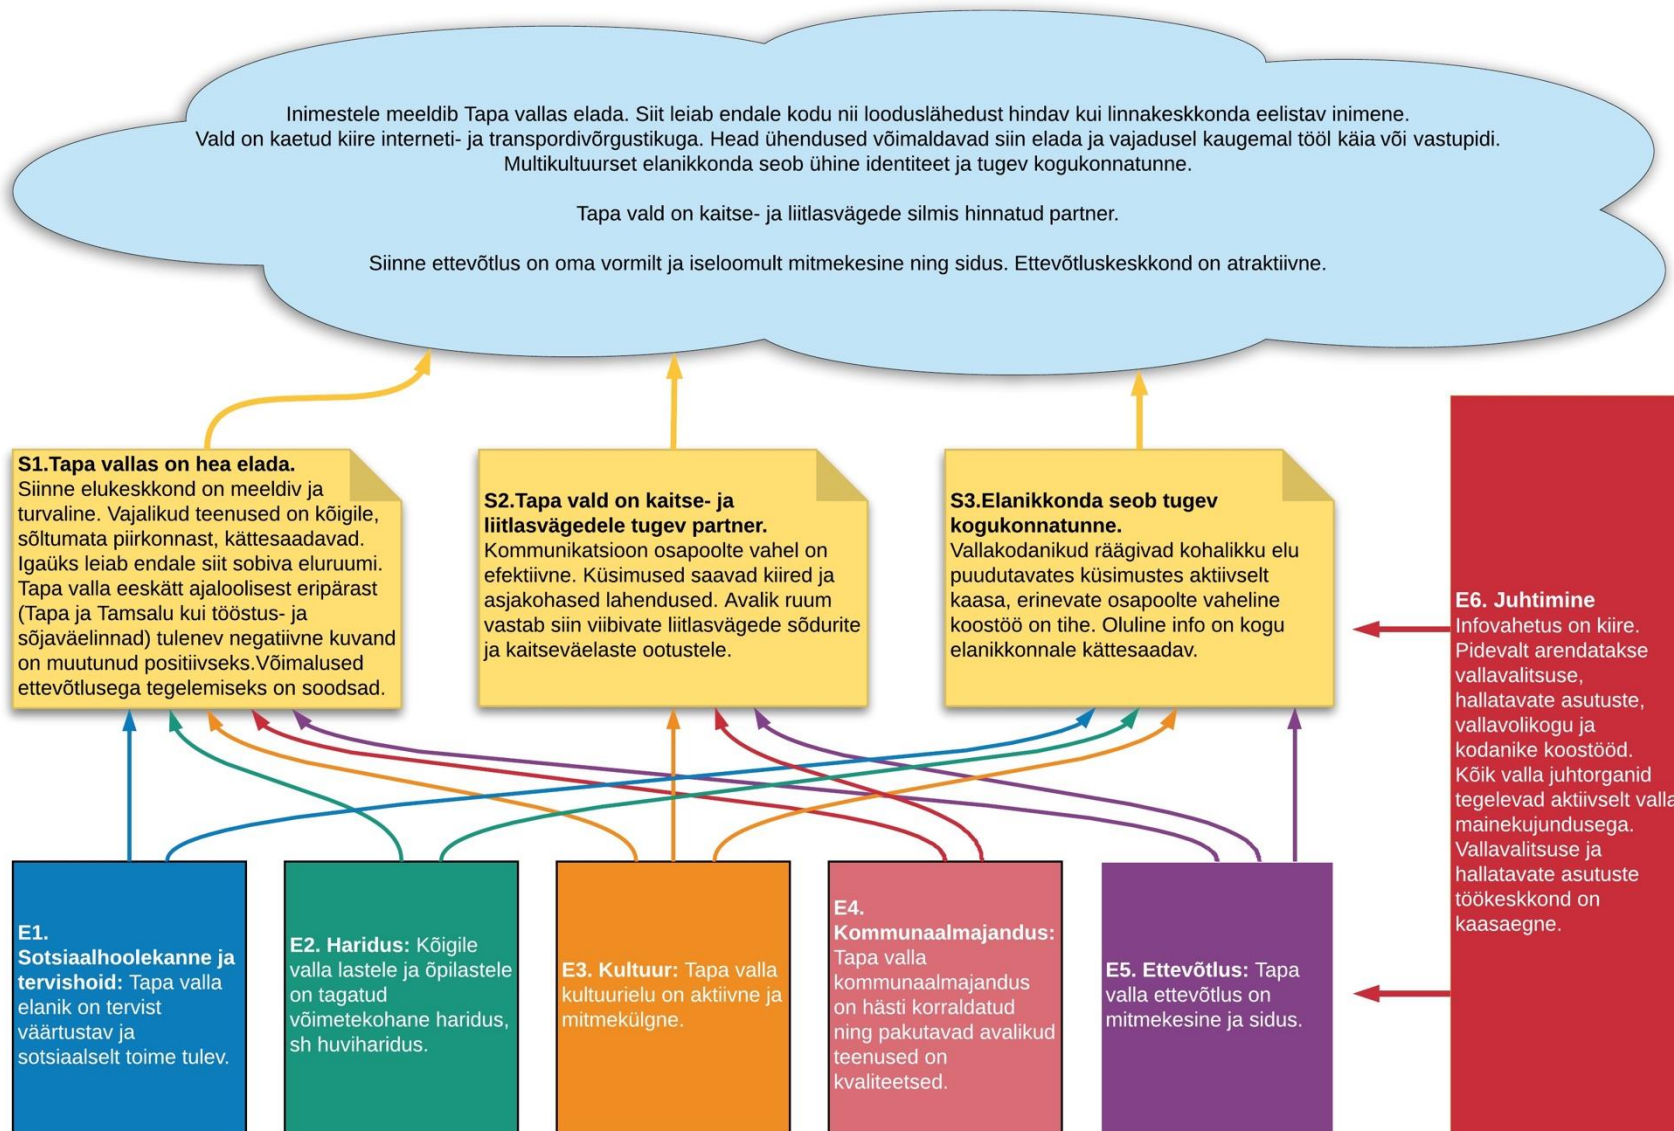 Inimestele meeldib Tapa vallas elada. Siit leiab endale kodu nii looduslähedust hindav kui linnakeskkonda eelistav inimene.
Vald on kaetud kiire interneti- ja transpordivõrgustikuga. Head ühendused võimaldavad siin elada ja vajadusel kaugemal tööl käia või vastupidi.
Multikultuurset elanikkonda seob ühine identiteet ja tugev kogukonnatunne.
Tapa vald on kaitse- ja liitlasvägede silmis hinnatud partner.
Siinne ettevõtlus on oma vormilt ja iseloomult mitmekesine ning sidus. Ettevõtluskeskkond on atraktiivne.
S1.Tapa vallas on hea elada.
Siinne elukeskkond on meeldiv ja
turvaline. Vajalikud teenused on kõigile,
sõltumata piirkonnast, kättesaadavad.
Igaüks leiab endale siit sobiva eluruumi.
Tapa valla eeskätt ajaloolisest eripärast
(Tapa ja Tamsalu kui tööstus- ja
sõjaväelinnad) tulenev negatiivne kuvand
on muutunud positiivseks.Võimalused
ettevõtlusega tegelemiseks on soodsad.
S2.Tapa vald on kaitse- ja
liitlasvägedele tugev partner.
Kommunikatsioon osapoolte vahel on
efektiivne. Küsimused saavad kiired ja
asjakohased lahendused. Avalik ruum
vastab siin viibivate liitlasvägede sõdurite
ja kaitseväelaste ootustele.
S3.Elanikkonda seob tugev
kogukonnatunne.
Vallakodanikud räägivad kohalikku elu
puudutavates küsimustes aktiivselt
kaasa, erinevate osapoolte vaheline
koostöö on tihe. Oluline info on kogu
elanikkonnale kättesaadav.
E6. Juhtimine
Infovahetus on kiire.
Pidevalt arendatakse
vallavalitsuse,
hallatavate asutuste,
vallavolikogu ja
kodanike koostööd.
Kõik valla juhtorganid
tegelevad aktiivselt valla
mainekujundusega.
Vallavalitsuse ja
hallatavate asutuste
töökeskkond on
kaasaegne.
E1.
Sotsiaalhoolekanne ja
tervishoid: Tapa valla
elanik on tervist
väärtustav ja
sotsiaalselt toime tulev.
E2. Haridus: Kõigile
valla lastele ja õpilastele
on tagatud
võimetekohane haridus,
sh huviharidus.
E3. Kultuur: Tapa valla
kultuurielu on aktiivne ja
mitmekülgne.
E4.
Kommunaalmajandus:
Tapa valla
kommunaalmajandus
on hästi korraldatud
ning pakutavad avalikud
teenused on
kvaliteetsed.
E5. Ettevõtlus: Tapa
valla ettevõtlus on
mitmekesine ja sidus.